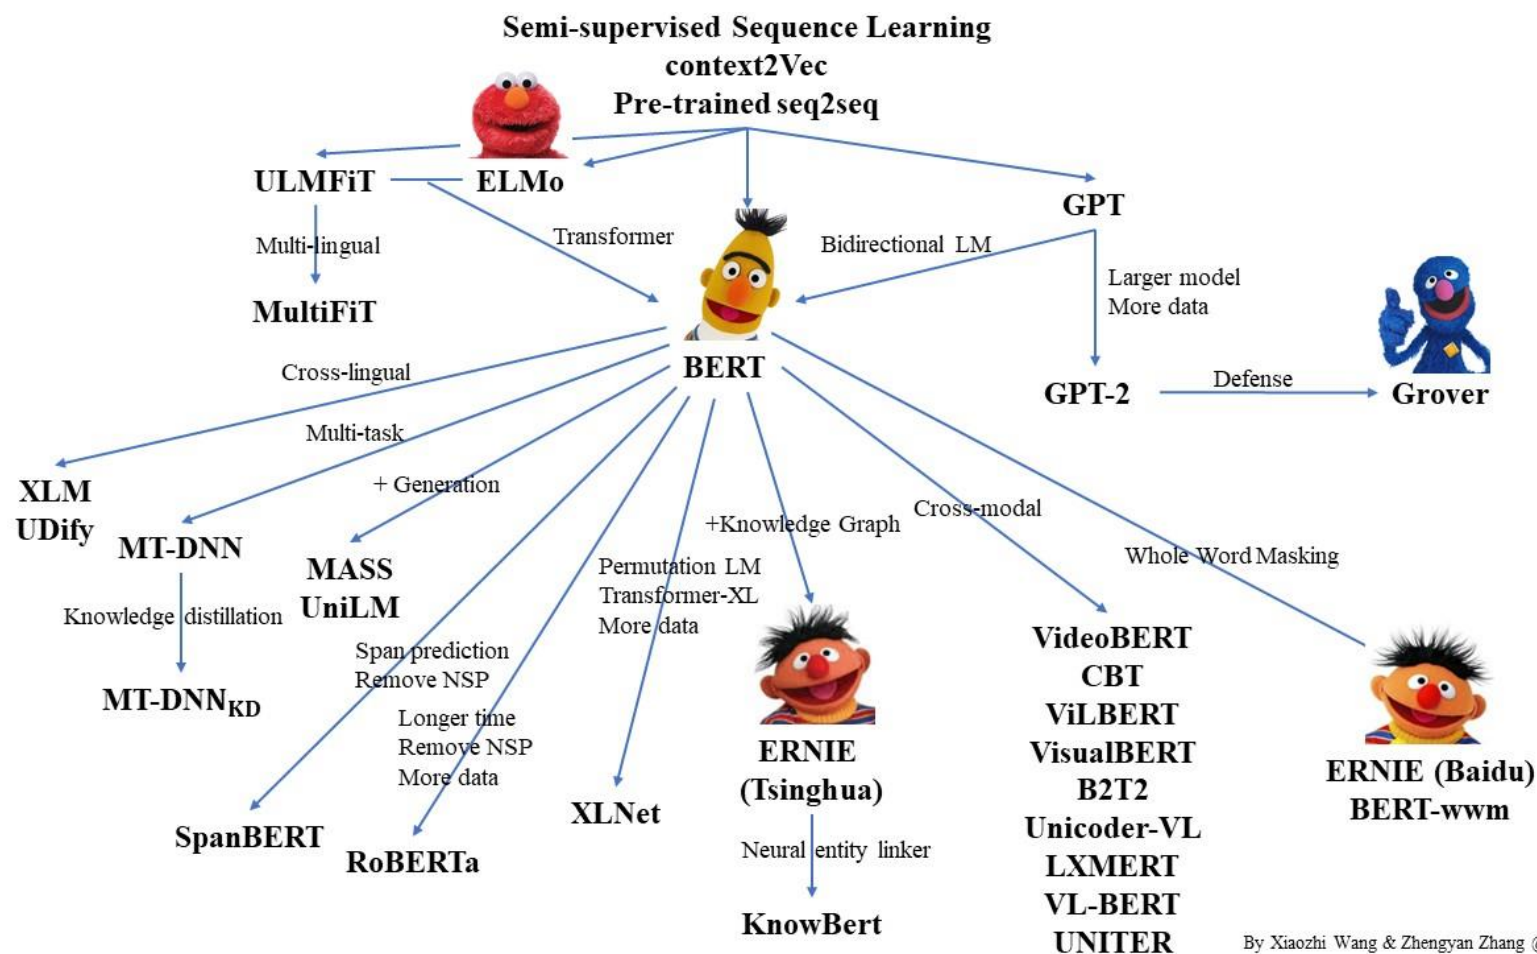 Semi-supervised Sequence Learning
context2Vec
Pre-trained seq2seq
ULMFiT
ELMo
GPT
Multi-lingual
Transformer
Bidirectional LM
Larger model
More data
MultiFiT
BERT
Cross-lingual
Defense
GPT-2
Grover
Multi-task
+ Generation
XLM
UDify
MT-DNN
MASS
UniLM
+Knowledge Graph
Cross-modal
Whole Word Masking
Permutation LM
Transformer-XL
More data
Knowledge distillation
MT-DNNKD
Span prediction
Remove NSP
Longer time
Remove NSP
More data
SpanBERT
RoBERTa
XLNet
ERNIE
(Tsinghua)
Neural entity linker
KnowBert
VideoBERT
CBT
ViLBERT
VisualBERT
B2T2
Unicoder-VL
LXMERT
VL-BERT
UNITER
ERNIE (Baidu)
BERT-wwm
By Xiaozhi Wang & Zhengyan Zhang @